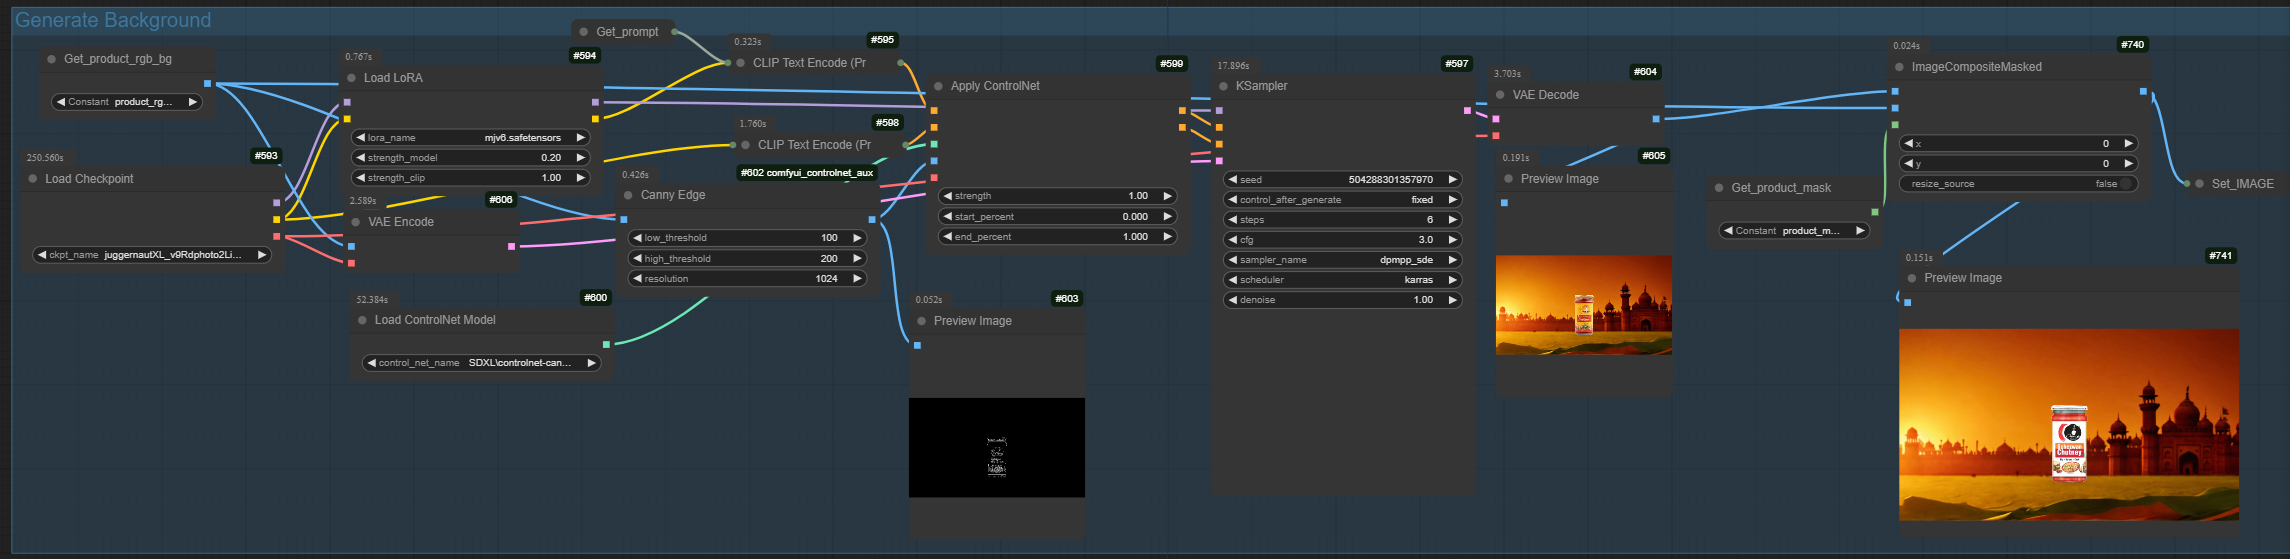 Generate Background
Get_product_rgb_bg
Constant product_rg...
250.560s
#593
Load Checkpoint
ckpt_name juggernautXL_v9Rdphoto2Li...
0.767s
#594
Load LoRA
lora_name mjv6.safetensors
strength_model 0.20
strength_clip 1.00
2.589s
#606
VAE Encode
52.384s
#600
Load ControlNet Model
control_net_name SDXL\controlnet-can...
Get_prompt
0.323s
#595
CLIP Text Encode (Pr
1.760s
#598
CLIP Text Encode (Pr
#602 comfyui_controlnet_aux
0.426s
Canny Edge
low_threshold 100
high_threshold 200
resolution 1024
#599
Apply ControlNet
strength 1.00
start_percent 0.000
end_percent 1.000
0.052s
#603
Preview Image
17.896s
#597
KSampler
seed 504288301357970
control_after_generate fixed
steps 6
cfg 3.0
sampler_name dpmpp_sde
scheduler karras
denoise 1.00
3.703s
#604
VAE Decode
0.191s
#605
Preview Image
Get_product_mask
Constant product_m...
0.024s
#740
ImageCompositeMasked
x 0
y 0
resize_source false
Set_IMAGE
0.151s
#741
Preview Image
Schezwan
Chutney